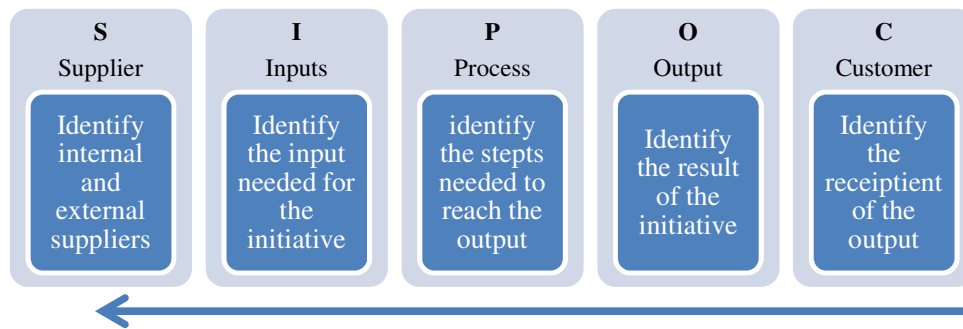 S
Supplier
Identify
internal
and
external
suppliers
I
Inputs
Identify
the input
needed for
the
initiative
P
Process
identify
the stepts
needed to
reach the
output
O
Output
Identify
the result
of the
initiative
C
Customer
Identify
the
receiptient
of the
output